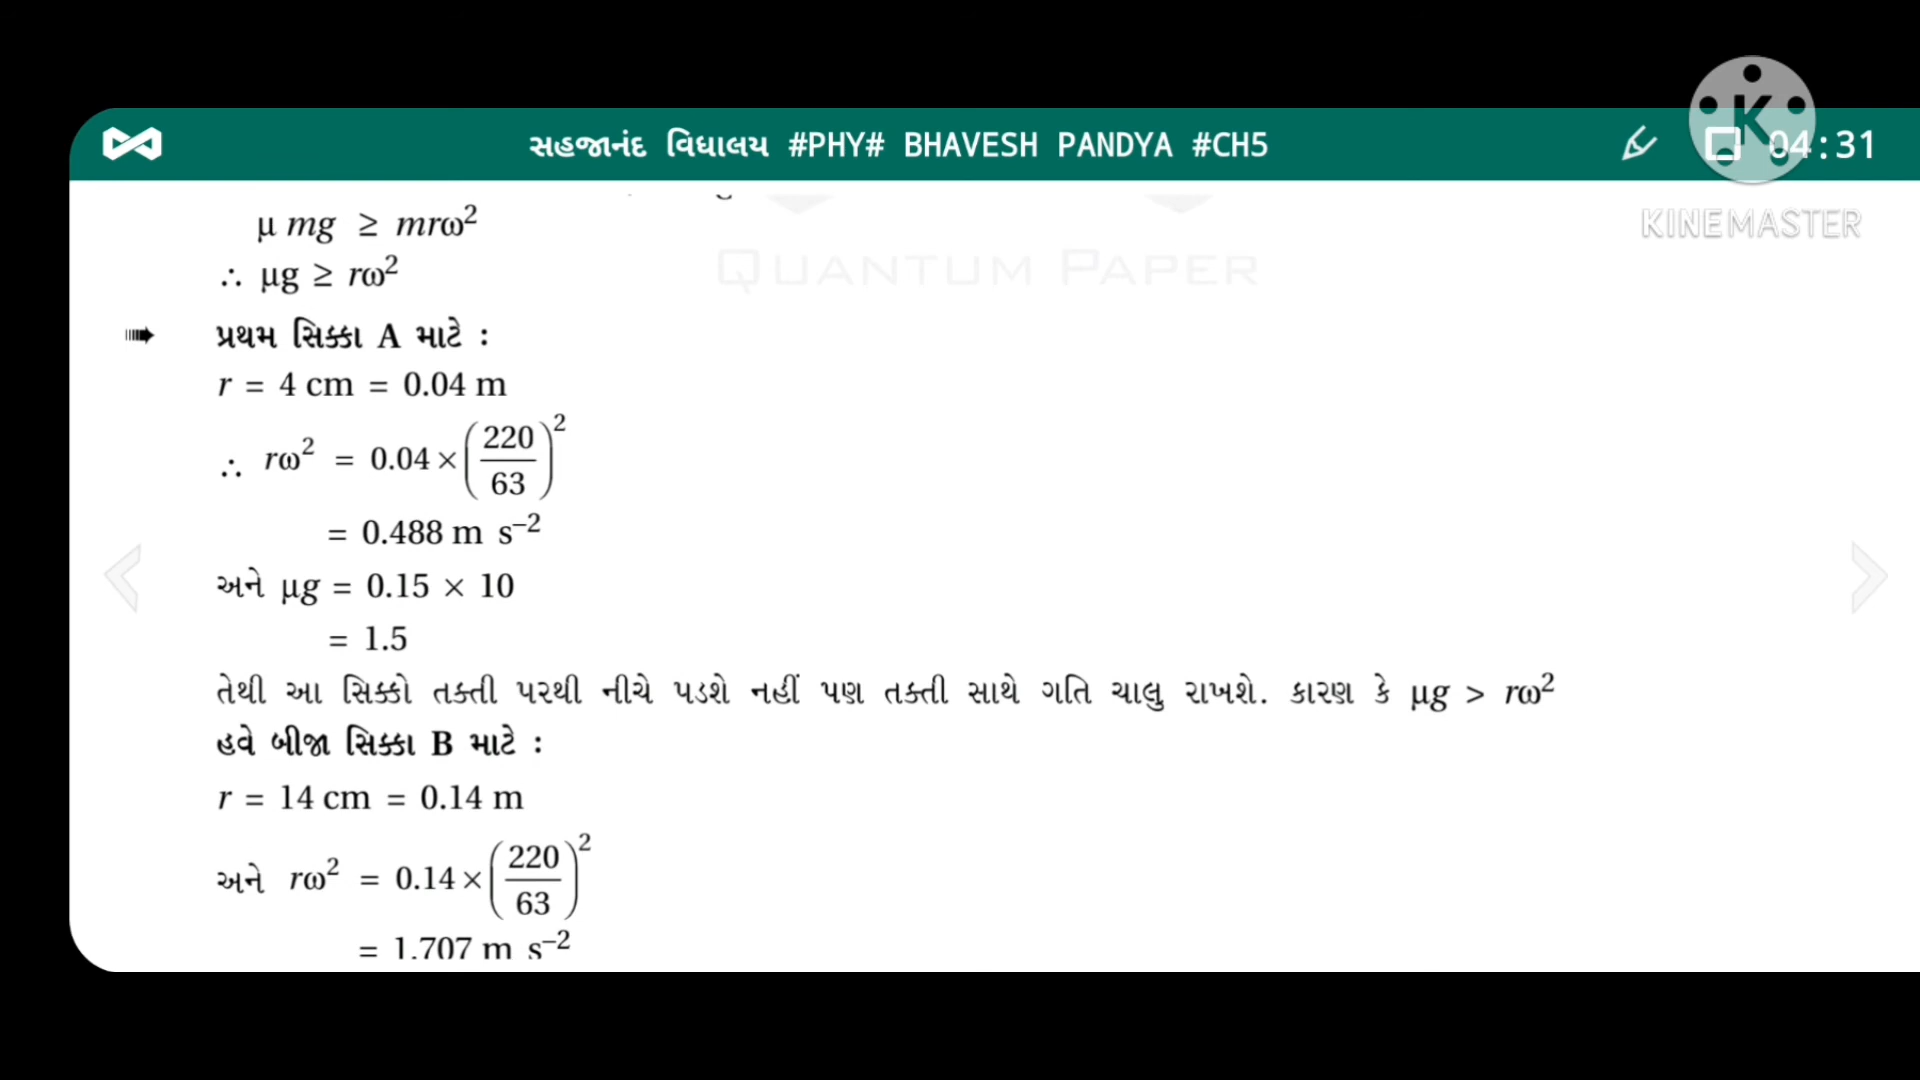 સહજાનંદ વિધાલય #PHY# BHAVESH PANDYA #CH5
04:31
KINEMASTER
QUANTUM PAPER
μ mg ≥ mrω²
∴ μg ≥ rω²
➠ પ્રથમ સિક્કા A માટે :
r = 4 cm = 0.04 m
∴ rω² = 0.04 × (220/63)²
= 0.488 m s⁻²
અને μg = 0.15 × 10
= 1.5
તેથી આ સિક્કો તક્તી પરથી નીચે પડશે નહીં પણ તક્તી સાથે ગતિ ચાલુ રાખશે. કારણ કે μg > rω²
હવે બીજા સિક્કા B માટે :
r = 14 cm = 0.14 m
અને rω² = 0.14 × (220/63)²
= 1.707 m s⁻²